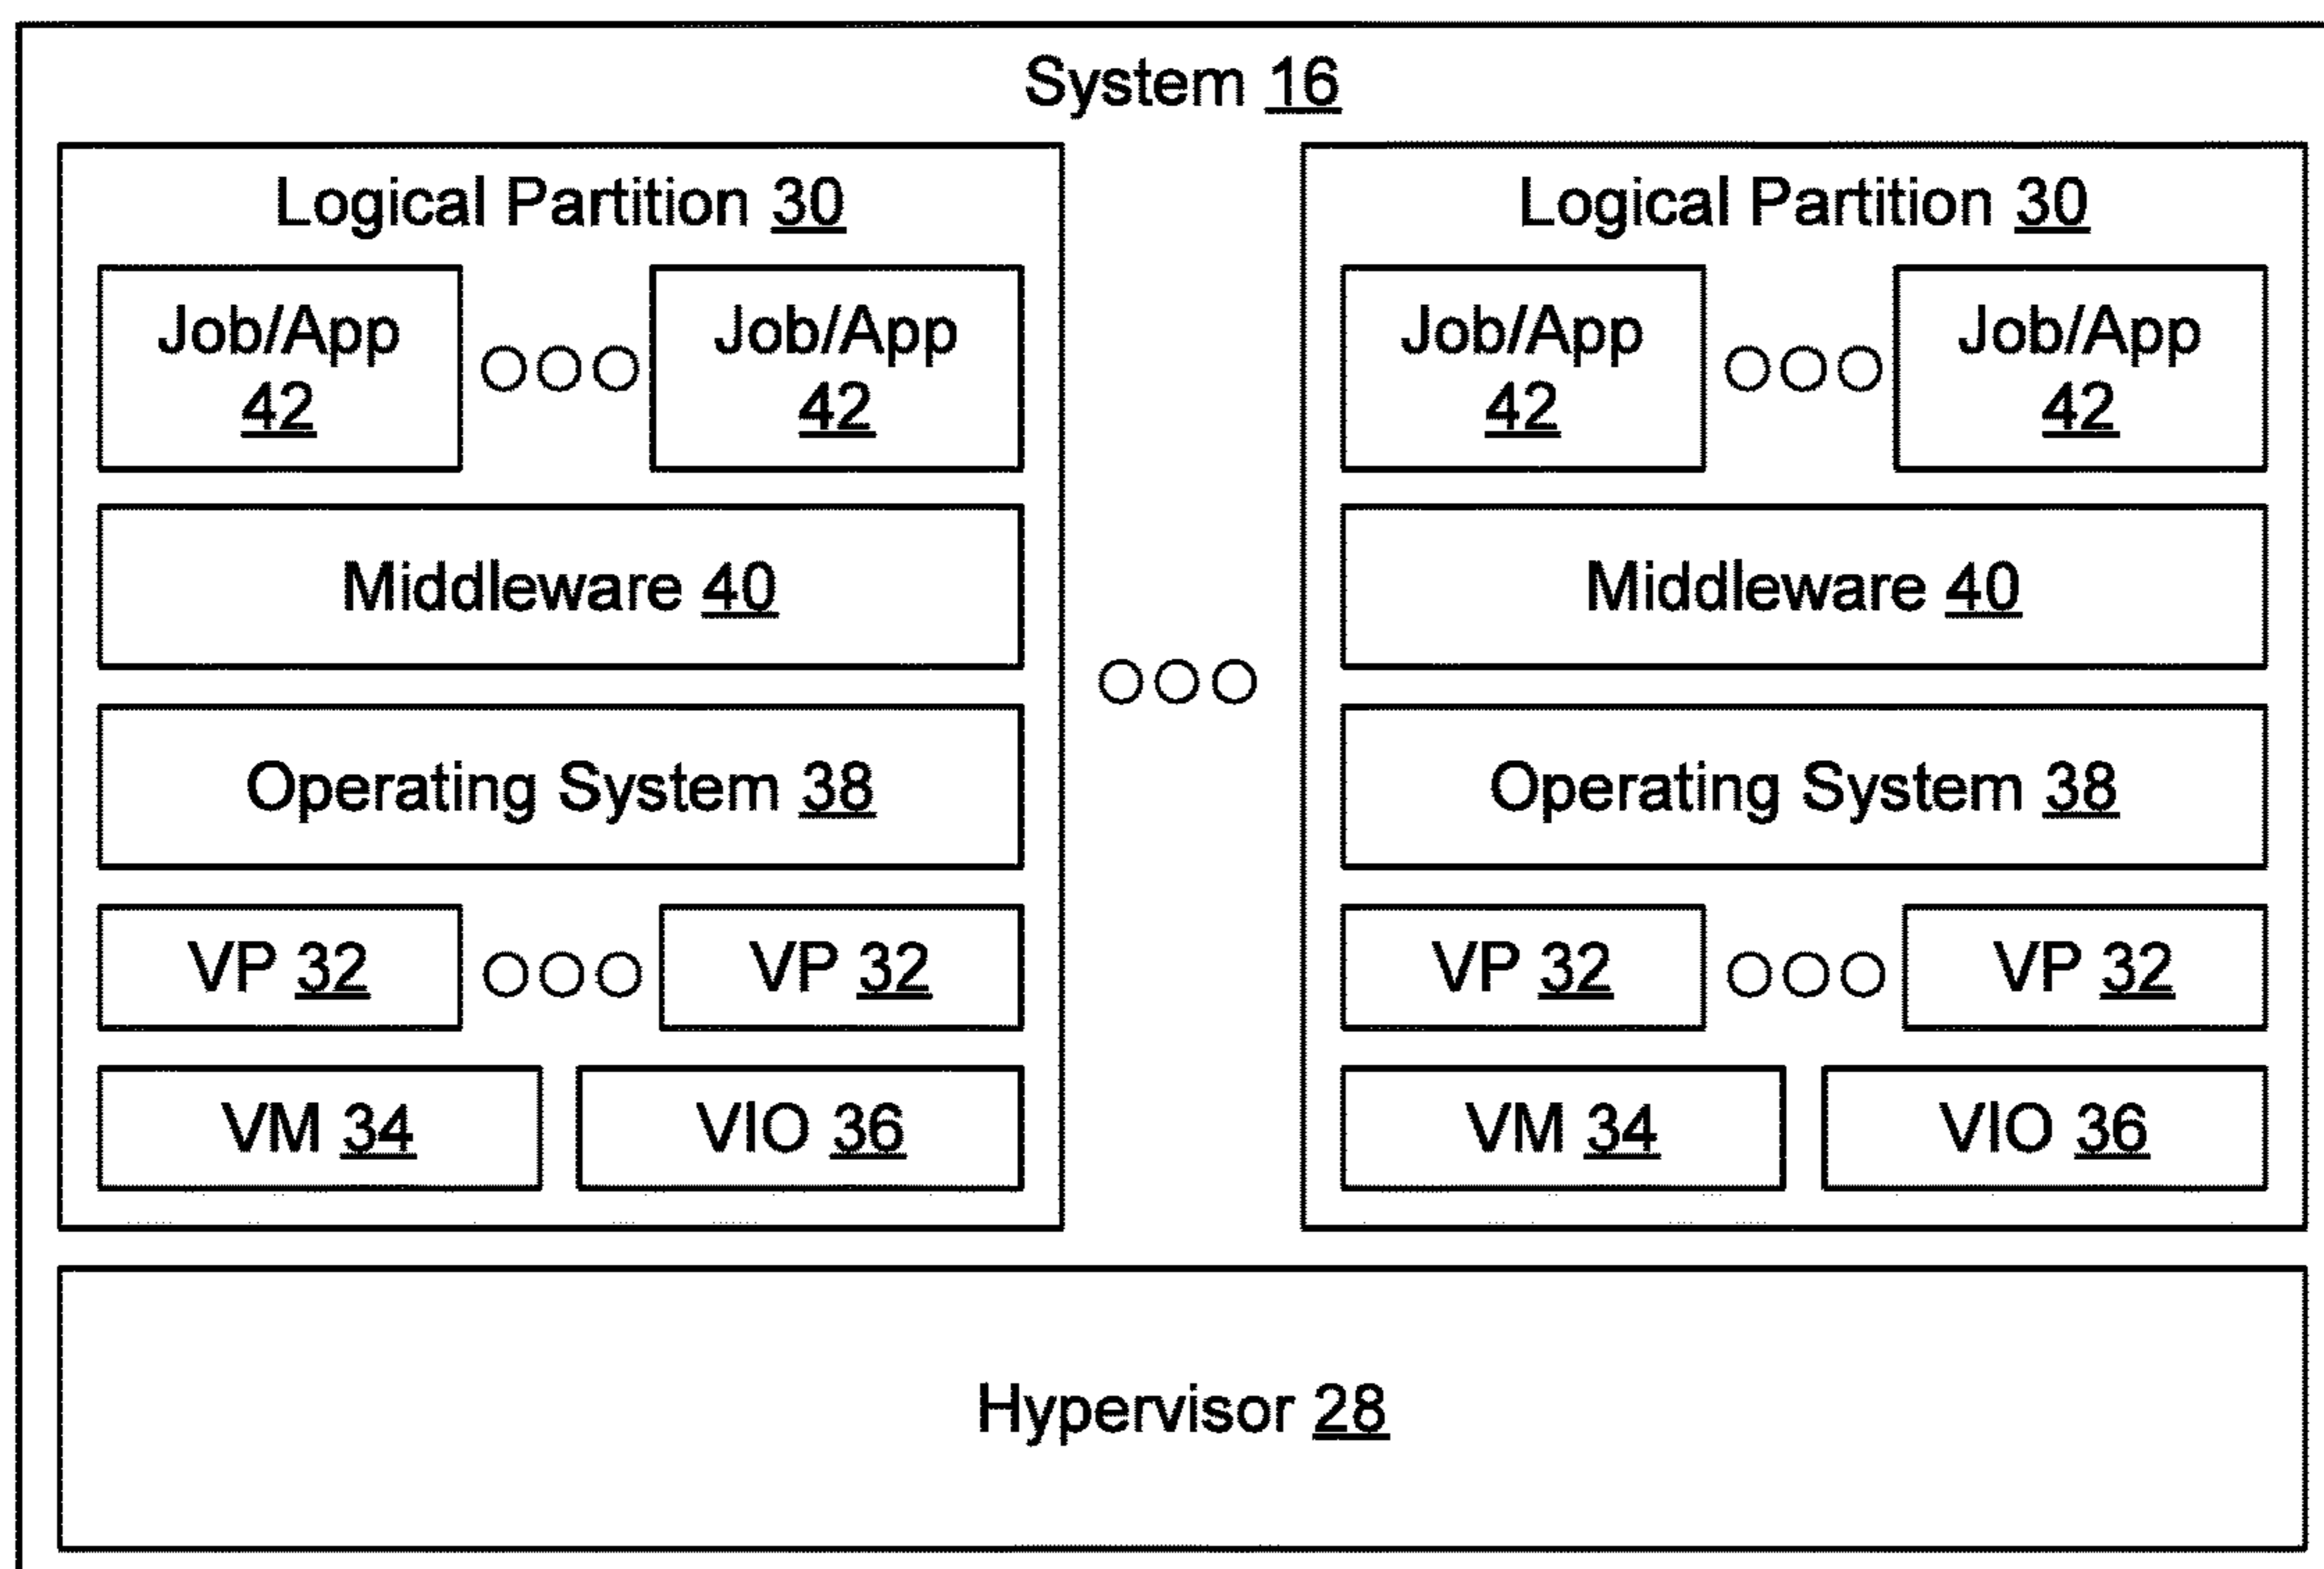 System 16
Logical Partition 30
Job/App
42
Job/App
42
Middleware 40
Operating System 38
VP 32
VP 32
VM 34
VIO 36
Logical Partition 30
Job/App
42
Job/App
42
Middleware 40
Operating System 38
VP 32
VP 32
VM 34
VIO 36
Hypervisor 28